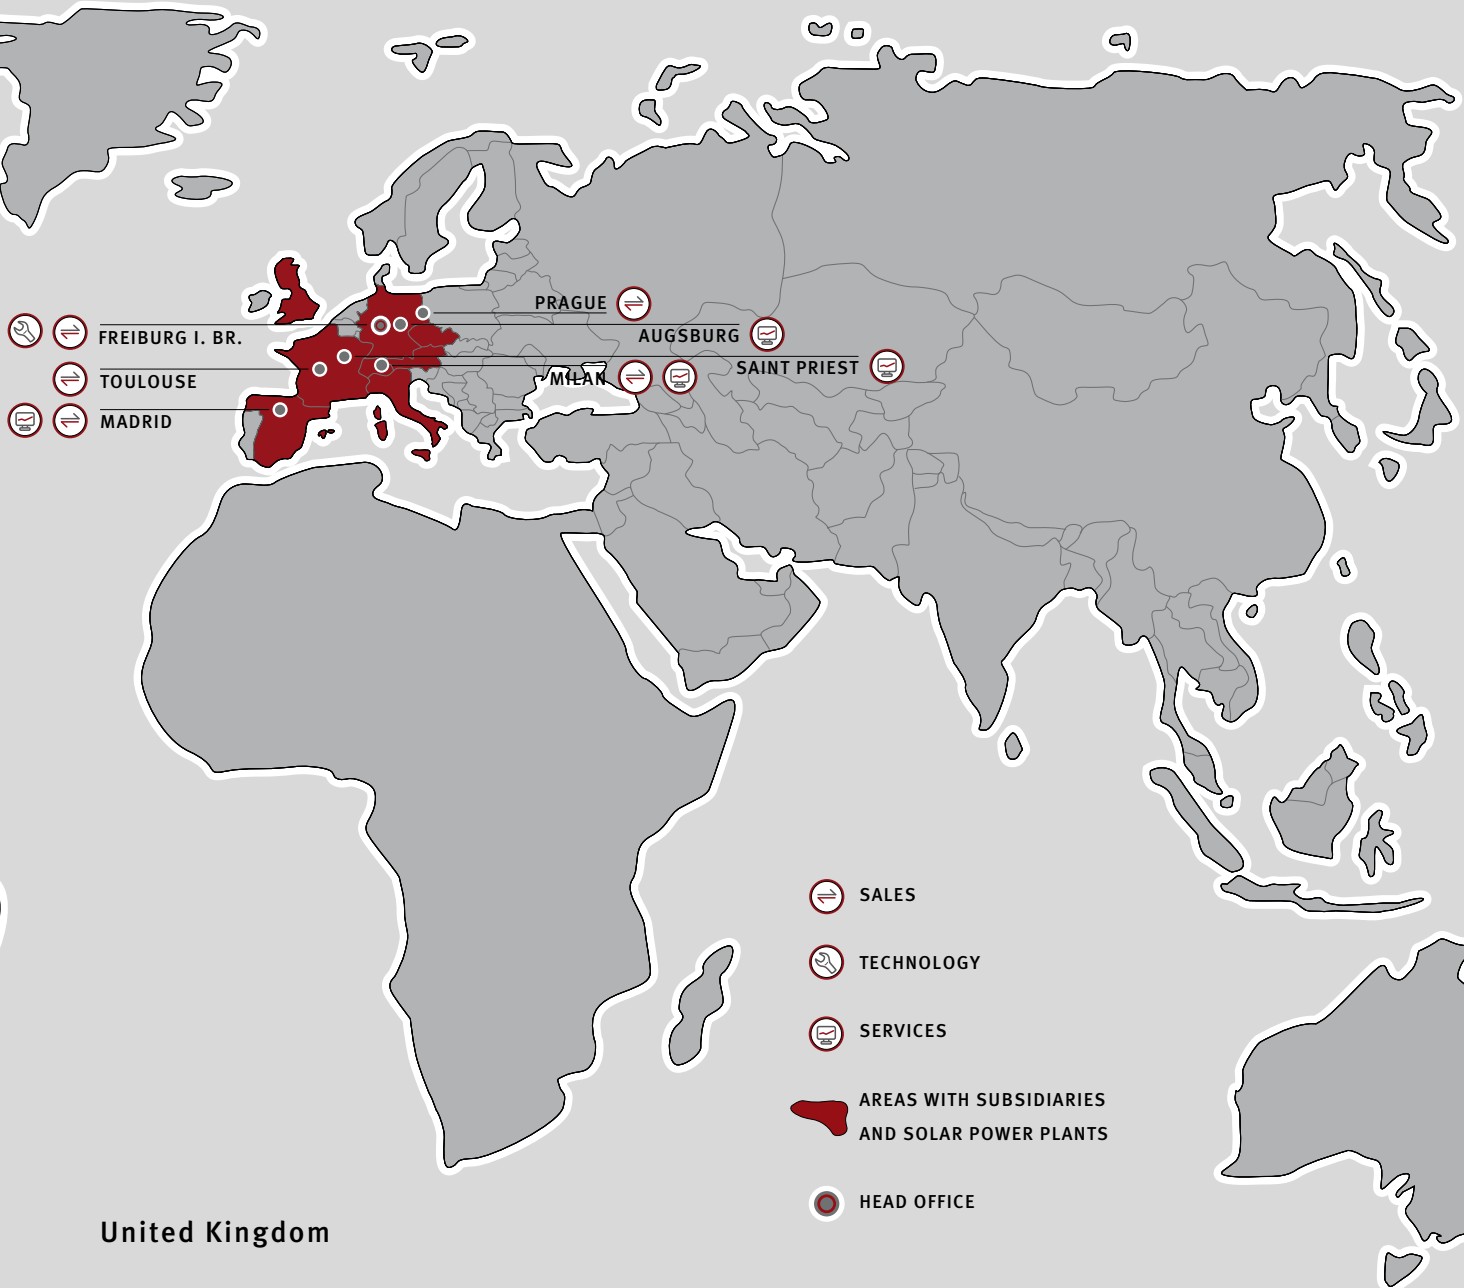 PRAGUE
FREIBURG I. BR.
AUGSBURG
SAINT PRIEST
TOULOUSE
MILAN
MADRID
SALES
TECHNOLOGY
SERVICES
AREAS WITH SUBSIDIARIES
AND SOLAR POWER PLANTS
HEAD OFFICE
United Kingdom